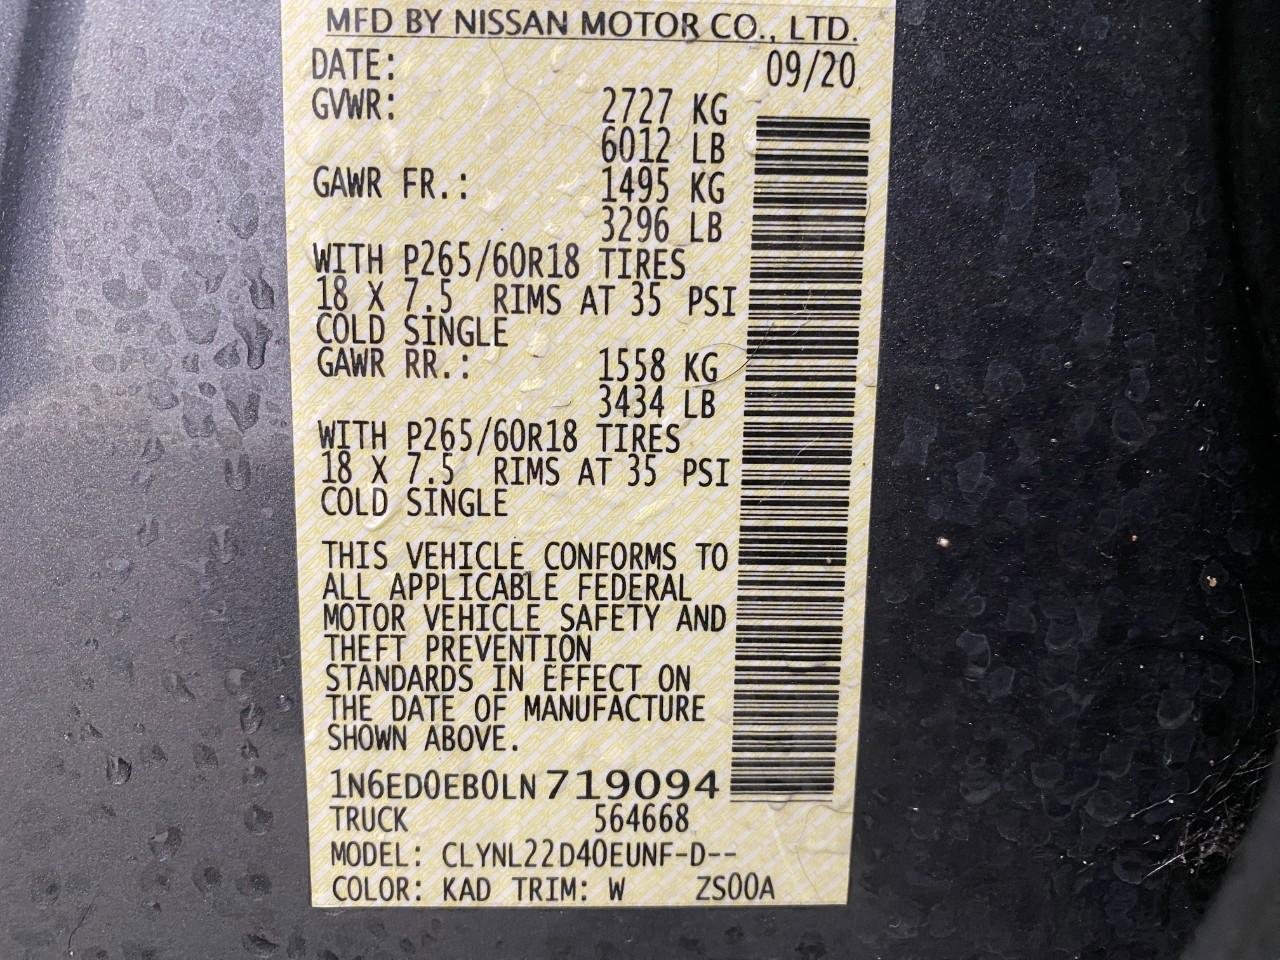 MFD BY NISSAN MOTOR CO., LTD.
DATE: 09/20
GVWR: 2727 KG
6012 LB
GAWR FR.: 1495 KG
3296 LB
WITH P265/60R18 TIRES
18 X 7.5 RIMS AT 35 PSI
COLD SINGLE
GAWR RR.: 1558 KG
3434 LB
WITH P265/60R18 TIRES
18 X 7.5 RIMS AT 35 PSI
COLD SINGLE
THIS VEHICLE CONFORMS TO
ALL APPLICABLE FEDERAL
MOTOR VEHICLE SAFETY AND
THEFT PREVENTION
STANDARDS IN EFFECT ON
THE DATE OF MANUFACTURE
SHOWN ABOVE.
1N6ED0EB0LN719094
TRUCK 564668
MODEL: CLYNL22D40EUNF-D--
COLOR: KAD TRIM: W ZS00A